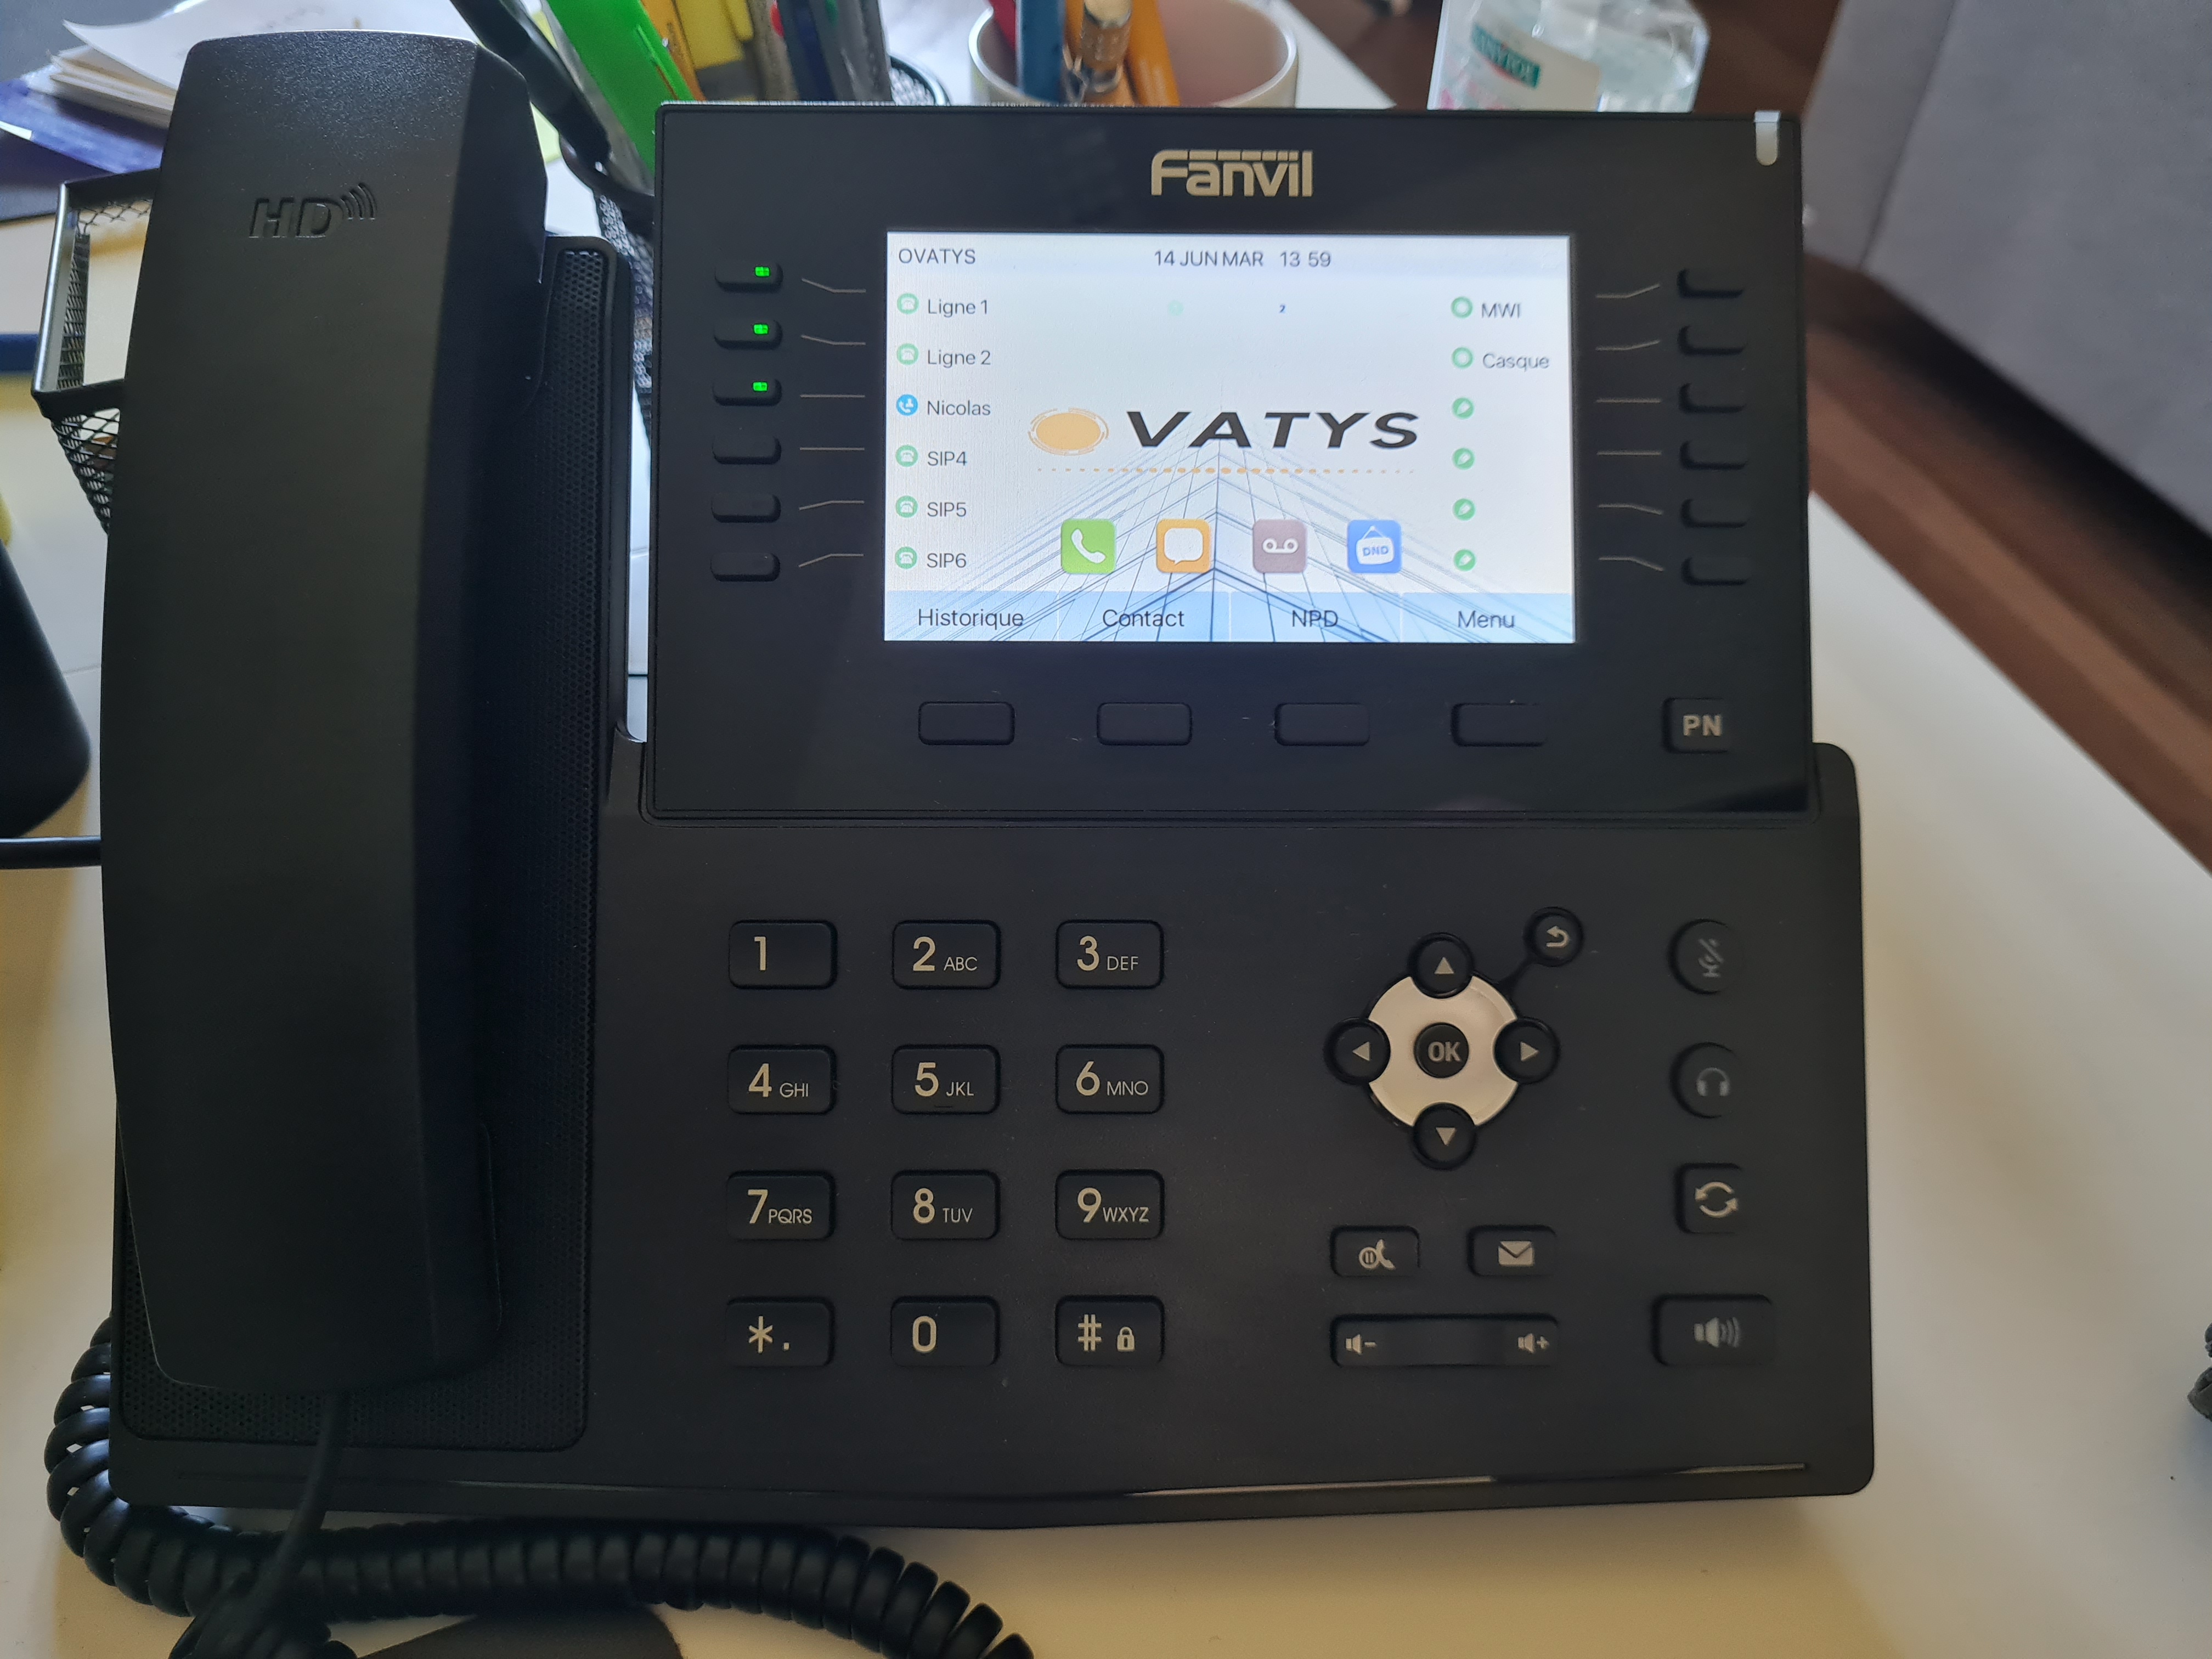 HD
Fanvil
OVATYS 14 JUN MAR 13 59
Ligne 1 2 MWI
Ligne 2 Casque
Nicolas
VATYS
SIP4
SIP5
DND
SIP6
Historique Contact NPD Menu
PN
1 2 ABC 3 DEF
OK
4 GHI 5 JKL 6 MNO
7 PQRS 8 TUV 9 WXYZ
*. 0 #